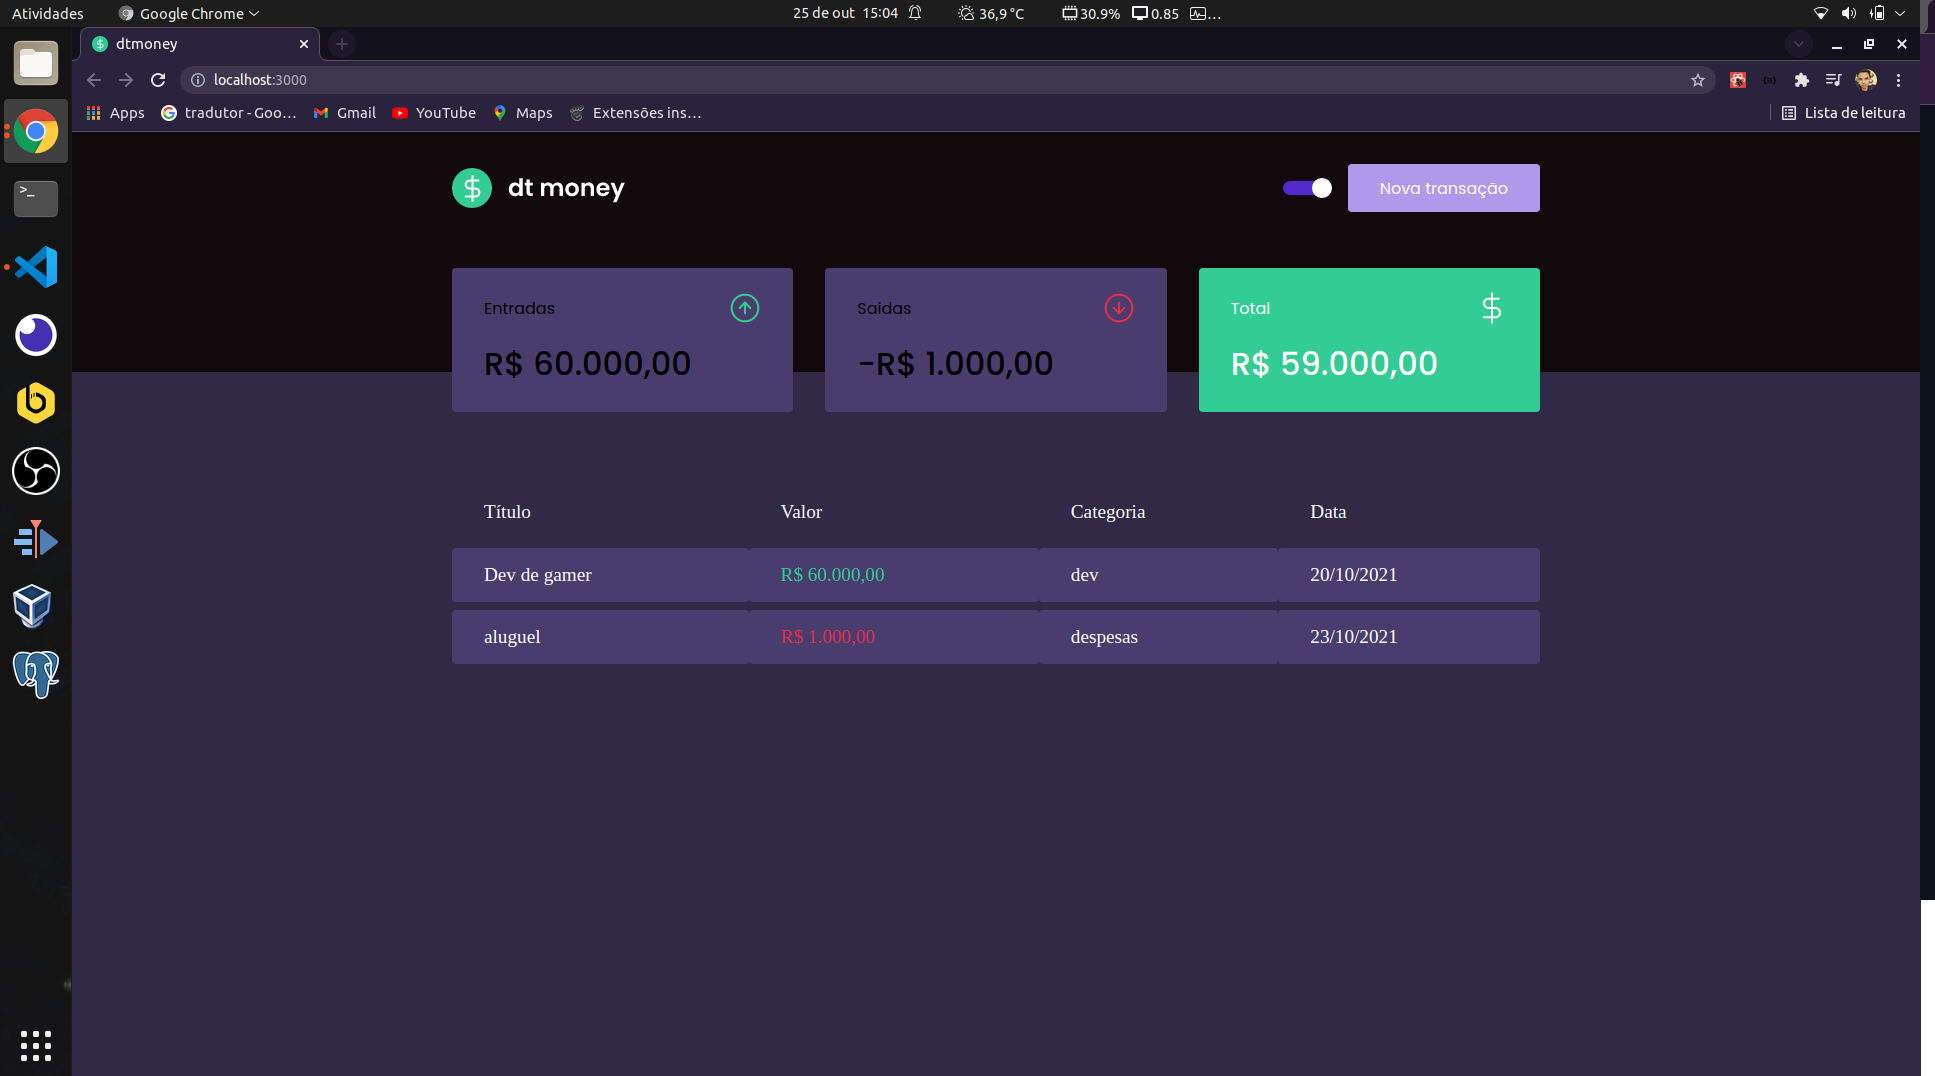 Atividades Google Chrome 25 de out 15:04 36,9 °C 30.9% 0.85 ...
dtmoney
localhost:3000
Apps tradutor - Goo... Gmail YouTube Maps Extensões ins... Lista de leitura
dt money Nova transação
Entradas Saidas Total
R$ 60.000,00 -R$ 1.000,00 R$ 59.000,00
Título Valor Categoria Data
Dev de gamer R$ 60.000,00 dev 20/10/2021
aluguel R$ 1.000,00 despesas 23/10/2021